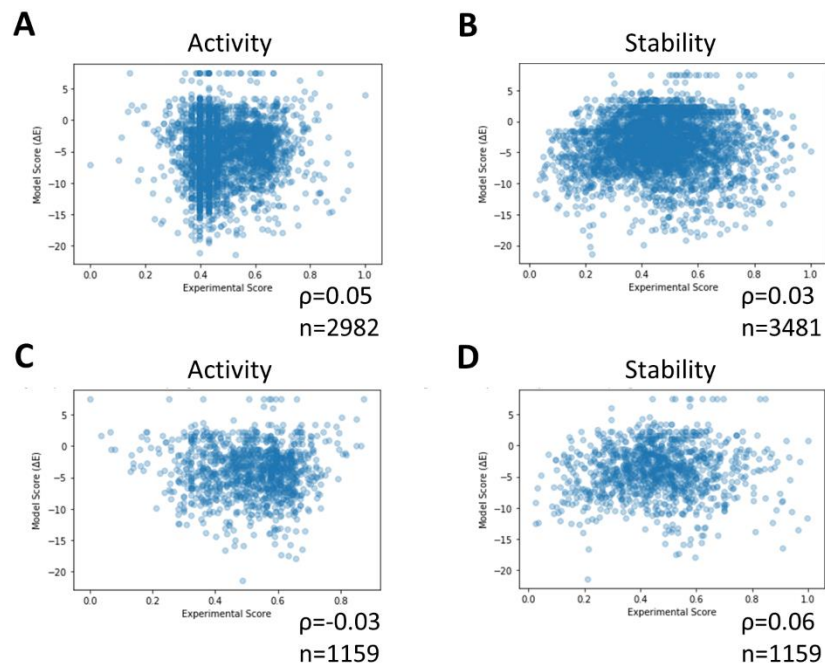 A
Activity
Model Score (ΔE)
5
0
−5
−10
−15
−20
0.0 0.2 0.4 0.6 0.8 1.0
Experimental Score
ρ=0.05
n=2982
B
Stability
Model Score (ΔE)
5
0
−5
−10
−15
−20
0.0 0.2 0.4 0.6 0.8 1.0
Experimental Score
ρ=0.03
n=3481
C
Activity
Model Score (ΔE)
5
0
−5
−10
−15
−20
0.0 0.2 0.4 0.6 0.8
Experimental Score
ρ=-0.03
n=1159
D
Stability
Model Score (ΔE)
5
0
−5
−10
−15
−20
0.0 0.2 0.4 0.6 0.8 1.0
Experimental Score
ρ=0.06
n=1159